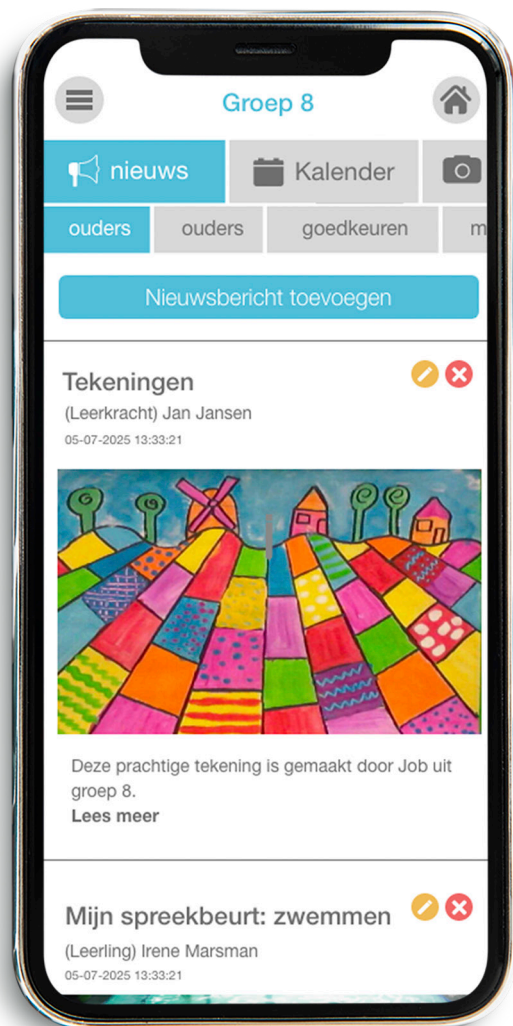 Groep 8
nieuws
Kalender
ouders
ouders
goedkeuren
m
Nieuwsbericht toevoegen
Tekeningen
(Leerkracht) Jan Jansen
05-07-2025 13:33:21
Deze prachtige tekening is gemaakt door Job uit
groep 8.
Lees meer
Mijn spreekbeurt: zwemmen
(Leerling) Irene Marsman
05-07-2025 13:33:21